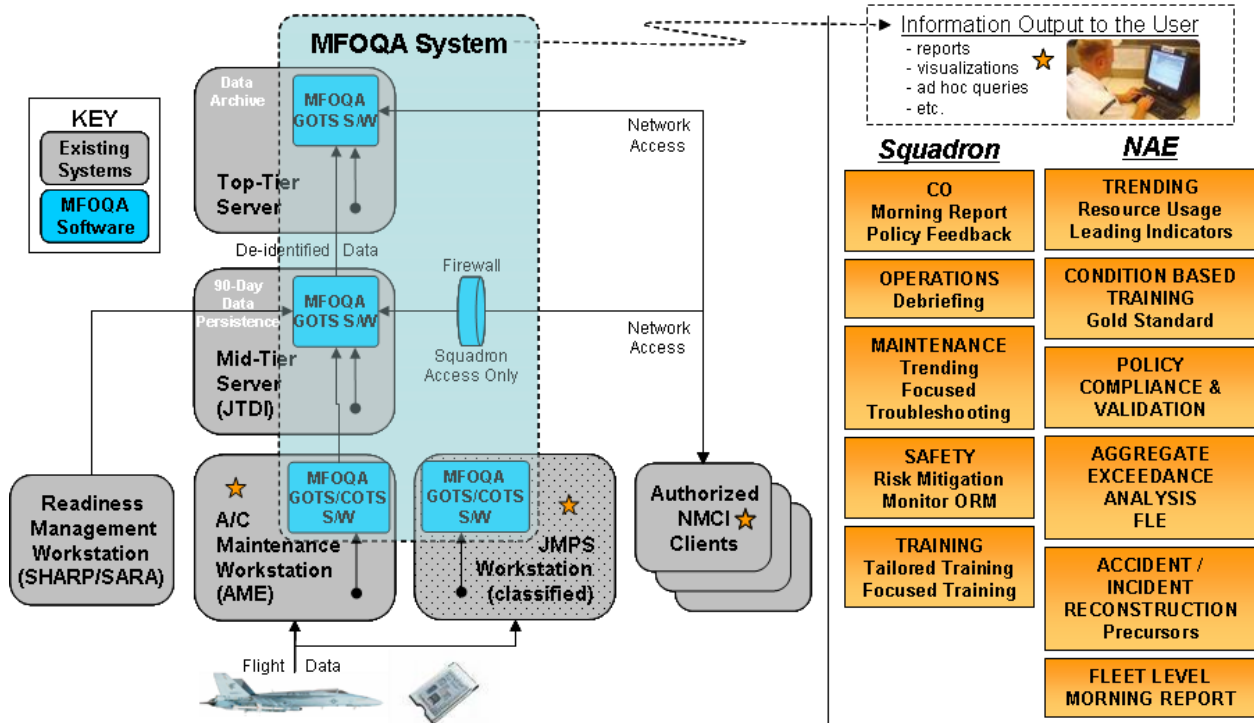 MFOQA System
Information Output to the User
- reports
- visualizations
- ad hoc queries
- etc.
KEY
Existing
Systems
MFOQA
Software
Data
Archive
MFOQA
GOTS S/W
Top-Tier
Server
Network
Access
De-identified Data
90-Day
Data
Persistence
MFOQA
GOTS S/W
Mid-Tier
Server
(JTDI)
Firewall
Squadron
Access Only
Network
Access
Readiness
Management
Workstation
(SHARP/SARA)
MFOQA
GOTS/COTS
S/W
A/C
Maintenance
Workstation
(AME)
MFOQA
GOTS/COTS
S/W
JMPS
Workstation
(classified)
Authorized
NMCI
Clients
Flight Data
Squadron
CO
Morning Report
Policy Feedback
OPERATIONS
Debriefing
MAINTENANCE
Trending
Focused
Troubleshooting
SAFETY
Risk Mitigation
Monitor ORM
TRAINING
Tailored Training
Focused Training
NAE
TRENDING
Resource Usage
Leading Indicators
CONDITION BASED
TRAINING
Gold Standard
POLICY
COMPLIANCE &
VALIDATION
AGGREGATE
EXCEEDANCE
ANALYSIS
FLE
ACCIDENT /
INCIDENT
RECONSTRUCTION
Precursors
FLEET LEVEL
MORNING REPORT